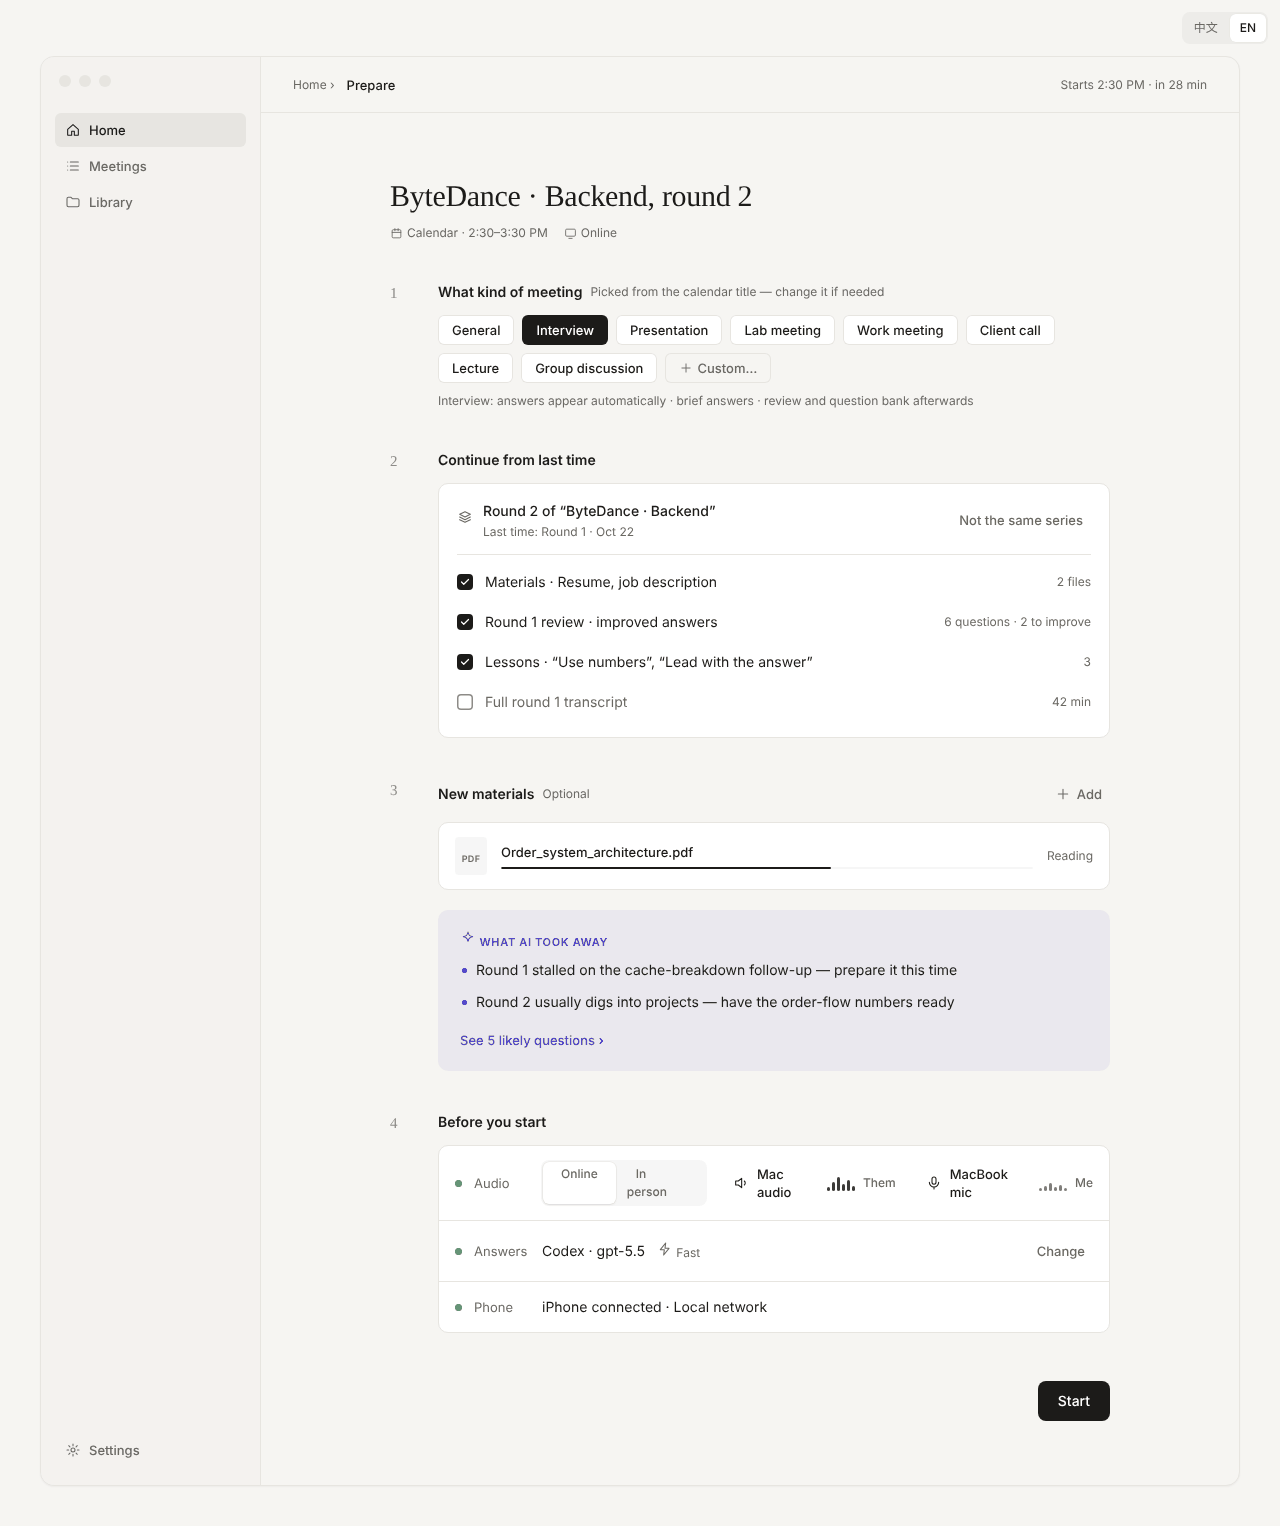 中文 EN
Home › Prepare
Starts 2:30 PM · in 28 min
Home
Meetings
Library
Settings
ByteDance · Backend, round 2
Calendar · 2:30–3:30 PM Online
1 What kind of meeting Picked from the calendar title — change it if needed
General Interview Presentation Lab meeting Work meeting Client call
Lecture Group discussion + Custom...
Interview: answers appear automatically · brief answers · review and question bank afterwards
2 Continue from last time
Round 2 of “ByteDance · Backend”
Last time: Round 1 · Oct 22
Not the same series
Materials · Resume, job description 2 files
Round 1 review · improved answers 6 questions · 2 to improve
Lessons · “Use numbers”, “Lead with the answer” 3
Full round 1 transcript 42 min
3 New materials Optional + Add
PDF Order_system_architecture.pdf Reading
WHAT AI TOOK AWAY
• Round 1 stalled on the cache-breakdown follow-up — prepare it this time
• Round 2 usually digs into projects — have the order-flow numbers ready
See 5 likely questions ›
4 Before you start
Audio
Online
In
person
Mac
audio
Them
MacBook
mic
Me
Answers Codex · gpt-5.5 Fast Change
Phone iPhone connected · Local network
Start